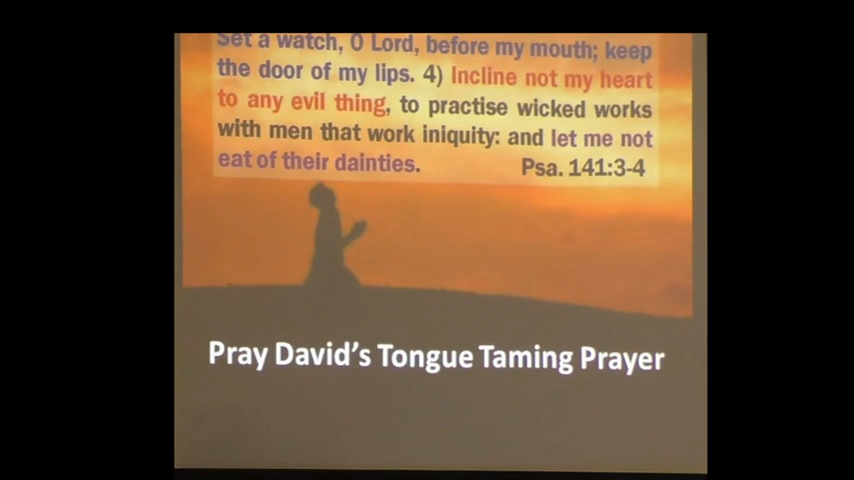 Set a watch, O Lord, before my mouth; keep
the door of my lips. 4) Incline not my heart
to any evil thing, to practise wicked works
with men that work iniquity: and let me not
eat of their dainties. Psa. 141:3-4
Pray David's Tongue Taming Prayer